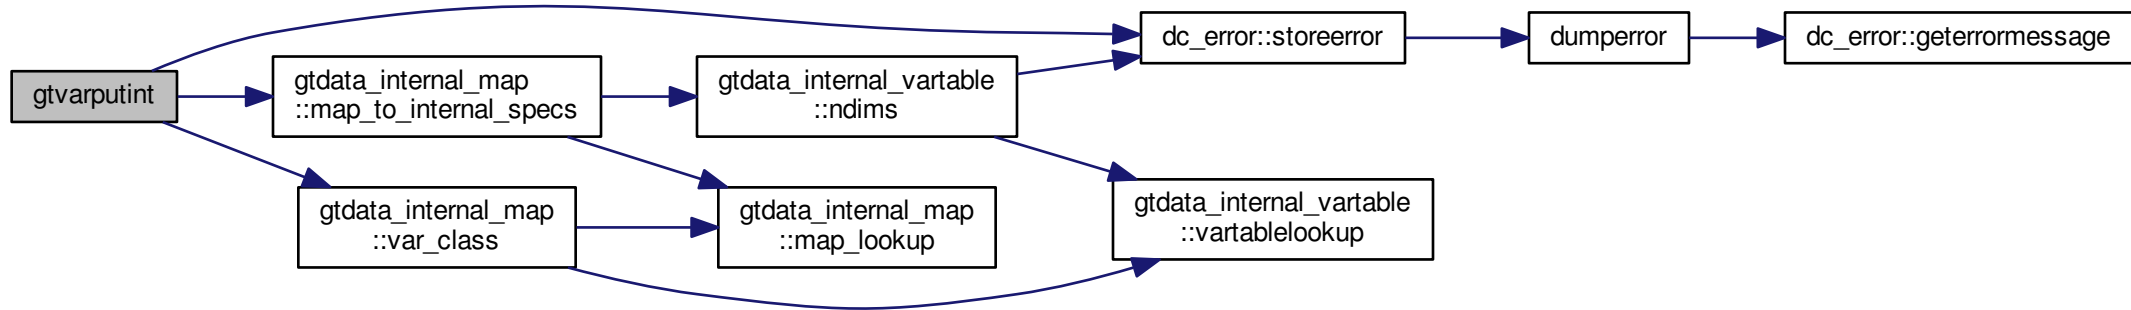 gtvarputint
gtdata_internal_map
::map_to_internal_specs
gtdata_internal_vartable
::ndims
dc_error::storeerror
dumperror
dc_error::geterrormessage
gtdata_internal_map
::var_class
gtdata_internal_map
::map_lookup
gtdata_internal_vartable
::vartablelookup